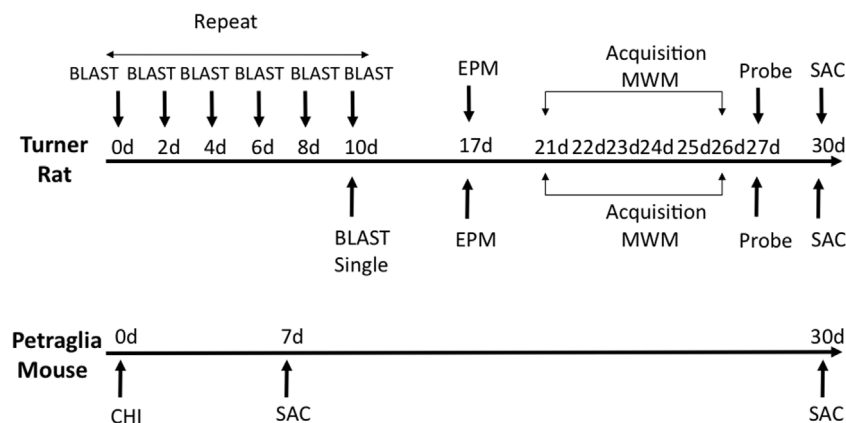 Repeat
BLAST BLAST BLAST BLAST BLAST BLAST
EPM
Acquisition
MWM
Probe
SAC
Turner
Rat
0d 2d 4d 6d 8d 10d 17d 21d 22d 23d 24d 25d 26d 27d 30d
BLAST
Single
EPM
Acquisition
MWM
Probe
SAC
Petraglia
Mouse
0d 7d 30d
CHI
SAC
SAC